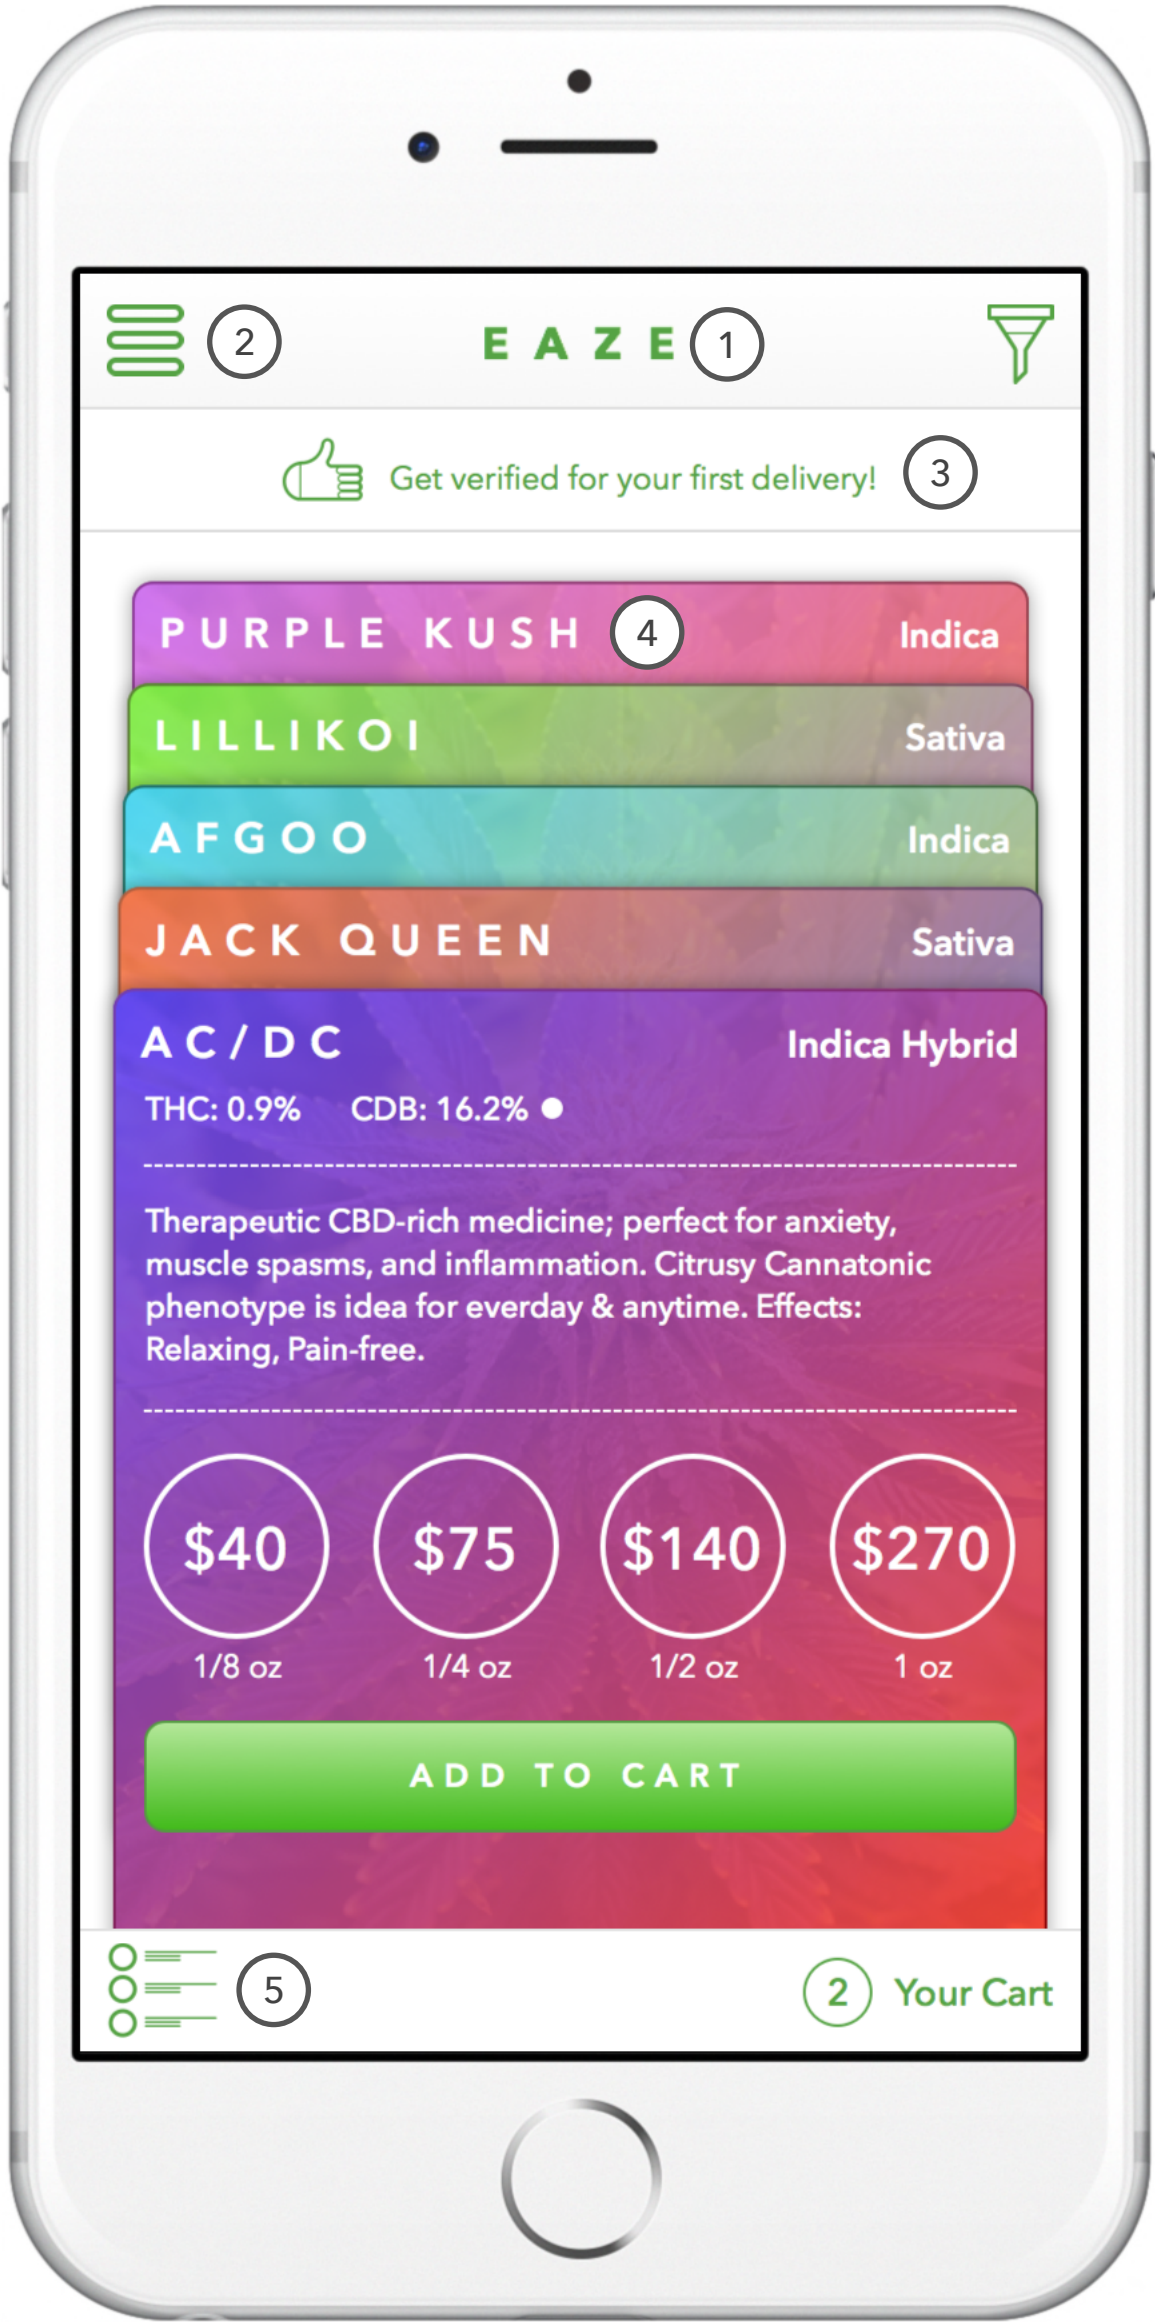 2
EAZE
1
Get verified for your first delivery!
3
PURPLE KUSH
4
Indica
LILLIKOI
Sativa
AFGOO
Indica
JACK QUEEN
Sativa
AC/DC
Indica Hybrid
THC: 0.9% CDB: 16.2%
Therapeutic CBD-rich medicine; perfect for anxiety,
muscle spasms, and inflammation. Citrusy Cannatonic
phenotype is idea for everday & anytime. Effects:
Relaxing, Pain-free.
$40 $75 $140 $270
1/8 oz 1/4 oz 1/2 oz 1 oz
ADD TO CART
5
2 Your Cart